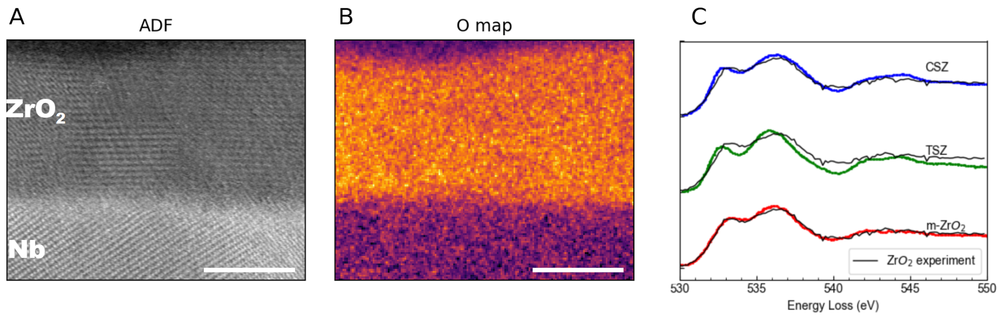 A
ADF
ZrO₂
Nb
B
O map
C
CSZ
TSZ
m-ZrO₂
ZrO₂ experiment
530 535 540 545 550
Energy Loss (eV)